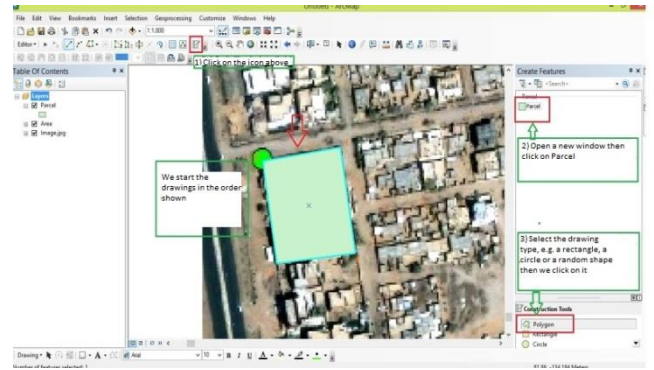 Untitled - ArcMap
File Edit View Bookmarks Insert Selection Geoprocessing Customize Windows Help
1:1,000
Editor
1) Click on the icon above
Table Of Contents
Layers
Parcel
Area
Image.jpg
We start the
drawings in the order
shown
Create Features
<Search>
Parcel
Parcel
2) Open a new window then
click on Parcel
3) Select the drawing
type, e.g. a rectangle, a
circle or a random shape
then we click on it
Construction Tools
Polygon
Rectangle
Circle
Drawing
A
Arial
10
B I U A
Number of features selected: 1